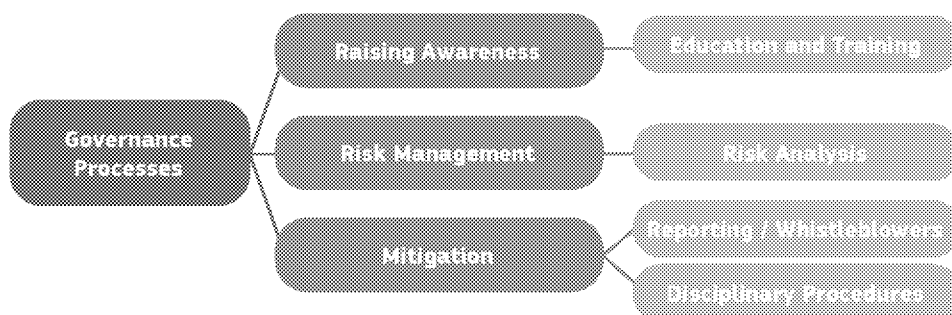 Raising Awareness
Education and Training
Governance
Processes
Risk Management
Risk Analysis
Mitigation
Reporting / Whistleblowers
Disciplinary Procedures